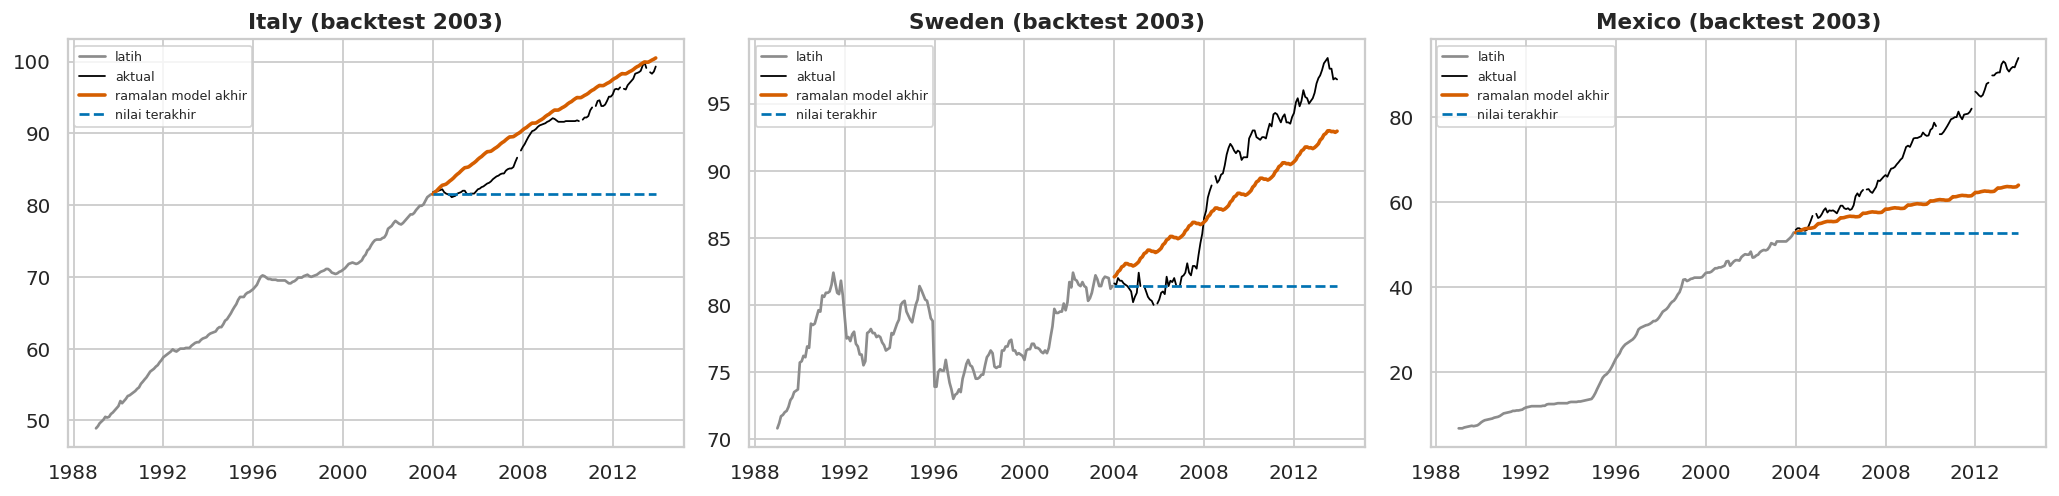 Italy (backtest 2003)
latih
aktual
ramalan model akhir
nilai terakhir
100
90
80
70
60
50
1988
1992
1996
2000
2004
2008
2012
Sweden (backtest 2003)
latih
aktual
ramalan model akhir
nilai terakhir
95
90
85
80
75
70
1988
1992
1996
2000
2004
2008
2012
Mexico (backtest 2003)
latih
aktual
ramalan model akhir
nilai terakhir
80
60
40
20
1988
1992
1996
2000
2004
2008
2012